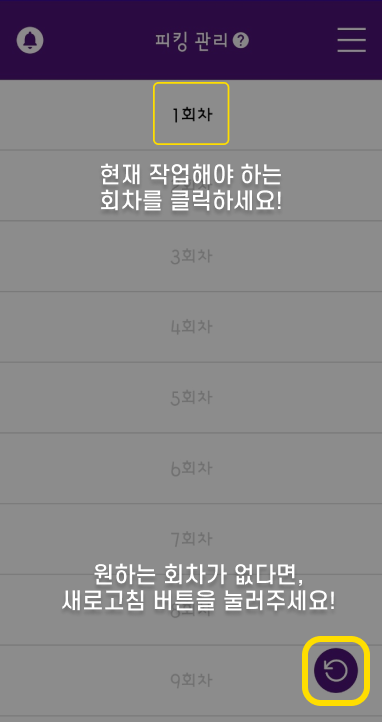 피킹 관리 ?
1회차
현재 작업해야 하는
회차를 클릭하세요!
3회차
4회차
5회차
6회차
7회차
원하는 회차가 없다면,
새로고침 버튼을 눌러주세요!
9회차